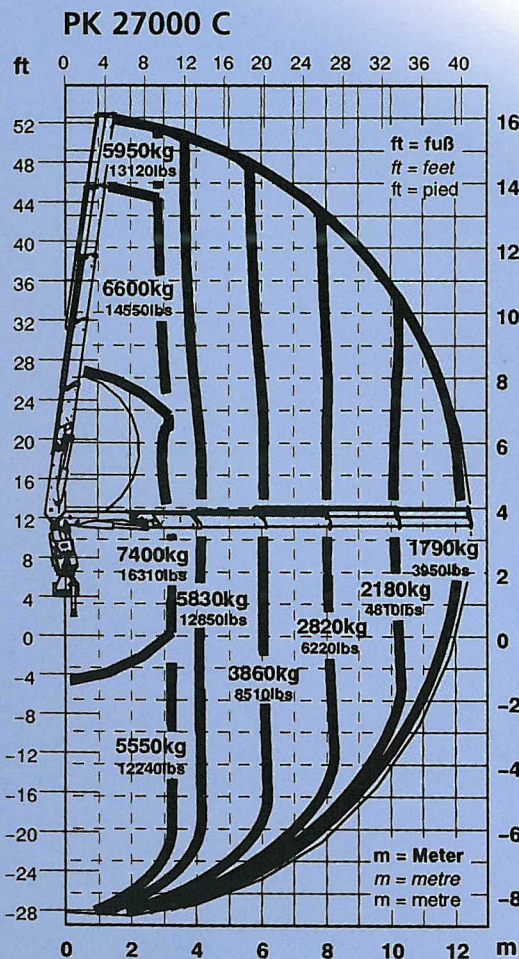 PK 27000 C
ft 0 4 8 12 16 20 24 28 32 36 40
52 16
5950kg
13120lbs
ft = fuß
ft = feet
ft = pied
48
44 14
40 12
36
6600kg
14550lbs
32 10
28
24 8
20 6
16
12 4
7400kg
16310lbs
1790kg
3950lbs
8
5830kg
12850lbs
2180kg
4810lbs
2
4
2820kg
6220lbs
0 0
3860kg
8510lbs
-4
-8 -2
5550kg
12240lbs
-12 -4
-16
-20 -6
m = Meter
m = metre
m = metre
-24
-28 -8
0 2 4 6 8 10 12 m